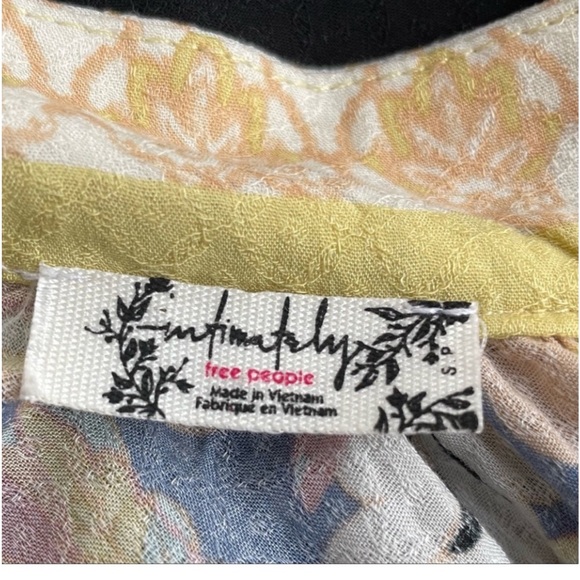 intimately
free people
Made in Vietnam
Fabriqué en Vietnam
S P